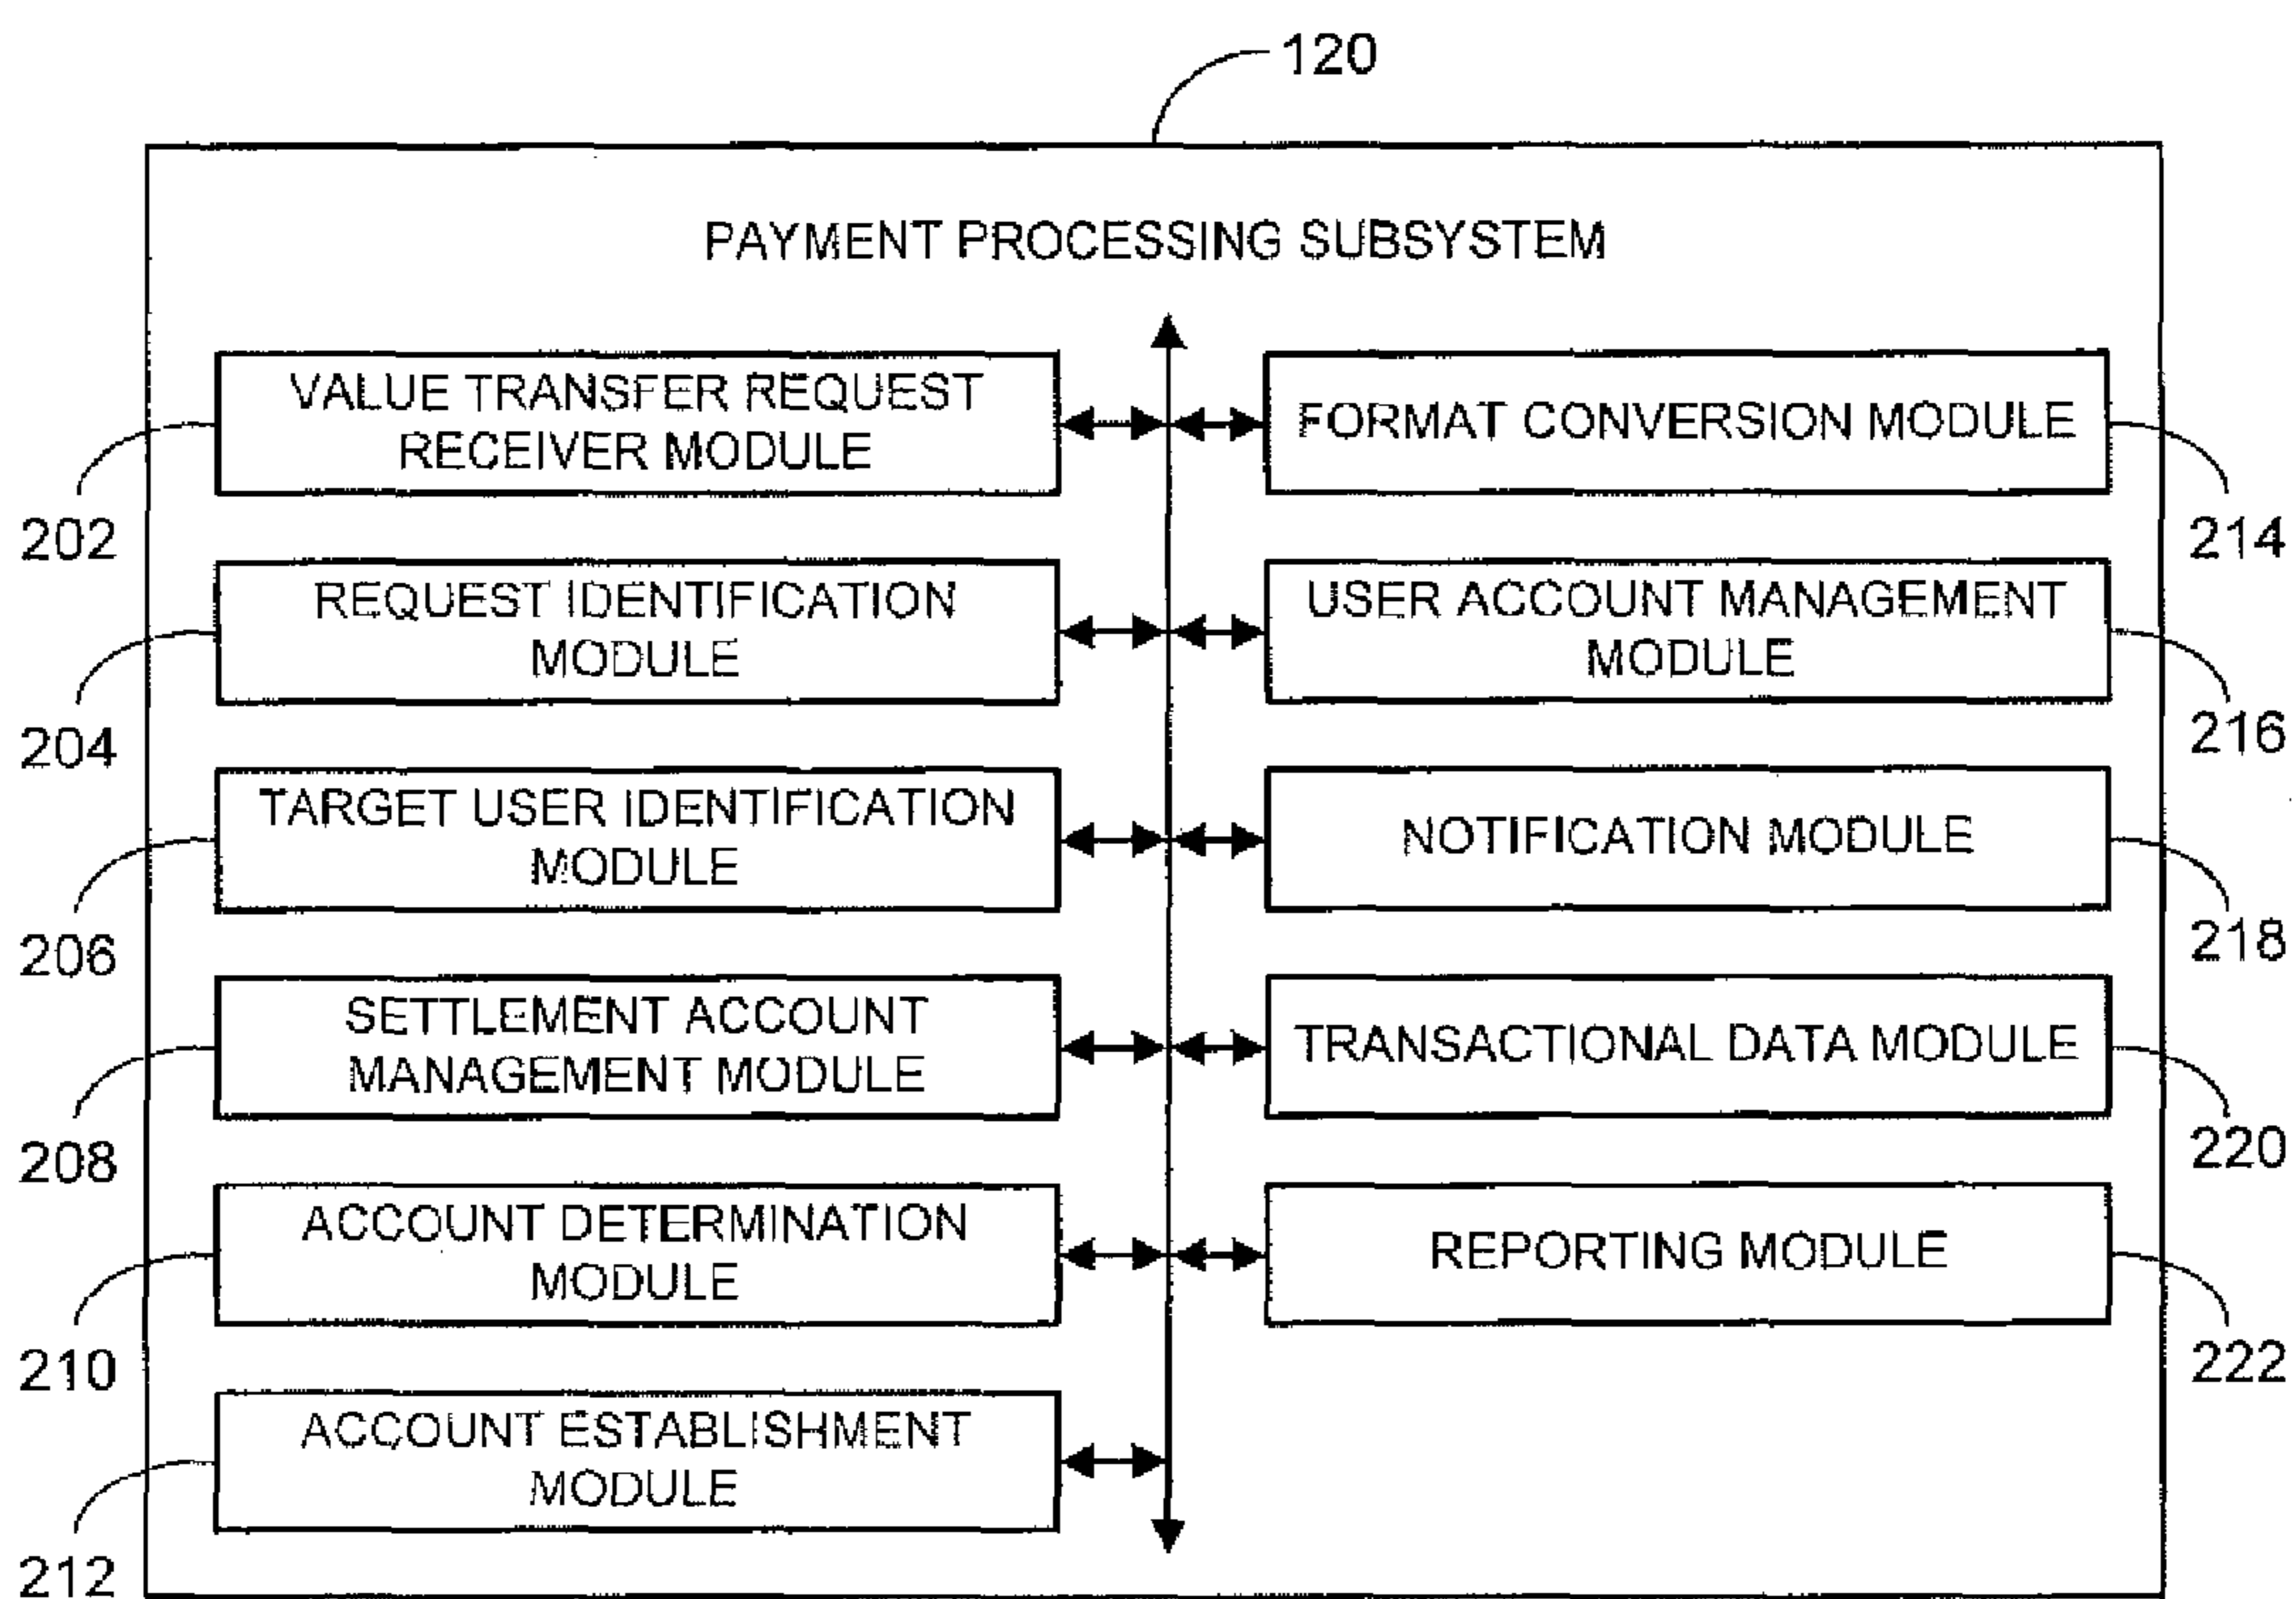 120
PAYMENT PROCESSING SUBSYSTEM
VALUE TRANSFER REQUEST
RECEIVER MODULE
202
REQUEST IDENTIFICATION
MODULE
204
TARGET USER IDENTIFICATION
MODULE
206
SETTLEMENT ACCOUNT
MANAGEMENT MODULE
208
ACCOUNT DETERMINATION
MODULE
210
ACCOUNT ESTABLISHMENT
MODULE
212
FORMAT CONVERSION MODULE
214
USER ACCOUNT MANAGEMENT
MODULE
216
NOTIFICATION MODULE
218
TRANSACTIONAL DATA MODULE
220
REPORTING MODULE
222